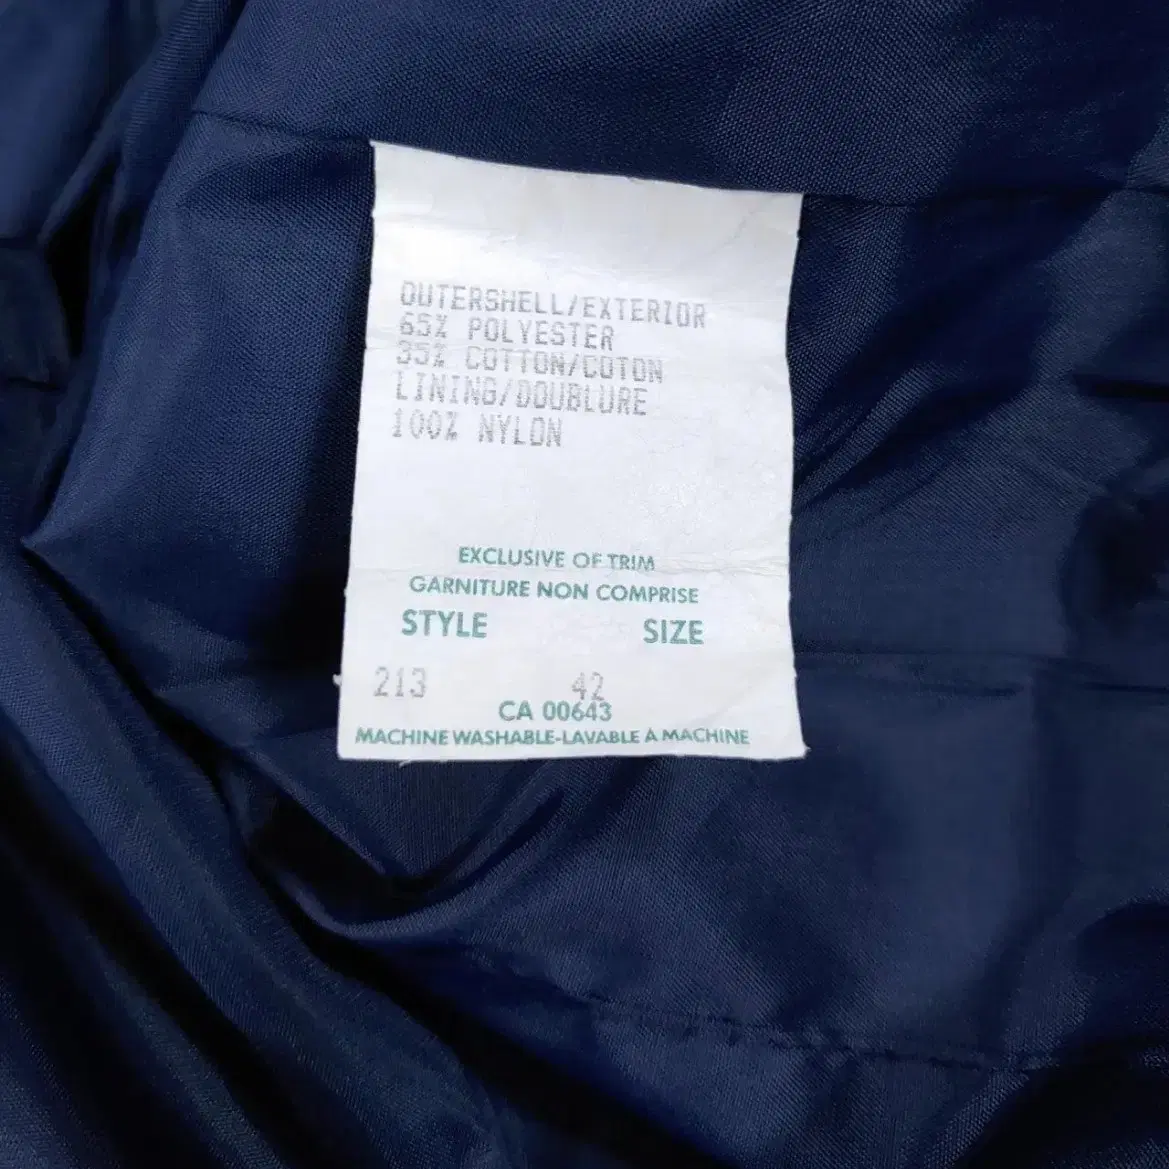 OUTERSHELL/EXTERIOR
65% POLYESTER
35% COTTON/COTON
LINING/DOUBLURE
100% NYLON
EXCLUSIVE OF TRIM
GARNITURE NON COMPRISE
STYLE SIZE
213 42
CA 00643
MACHINE WASHABLE-LAVABLE A MACHINE